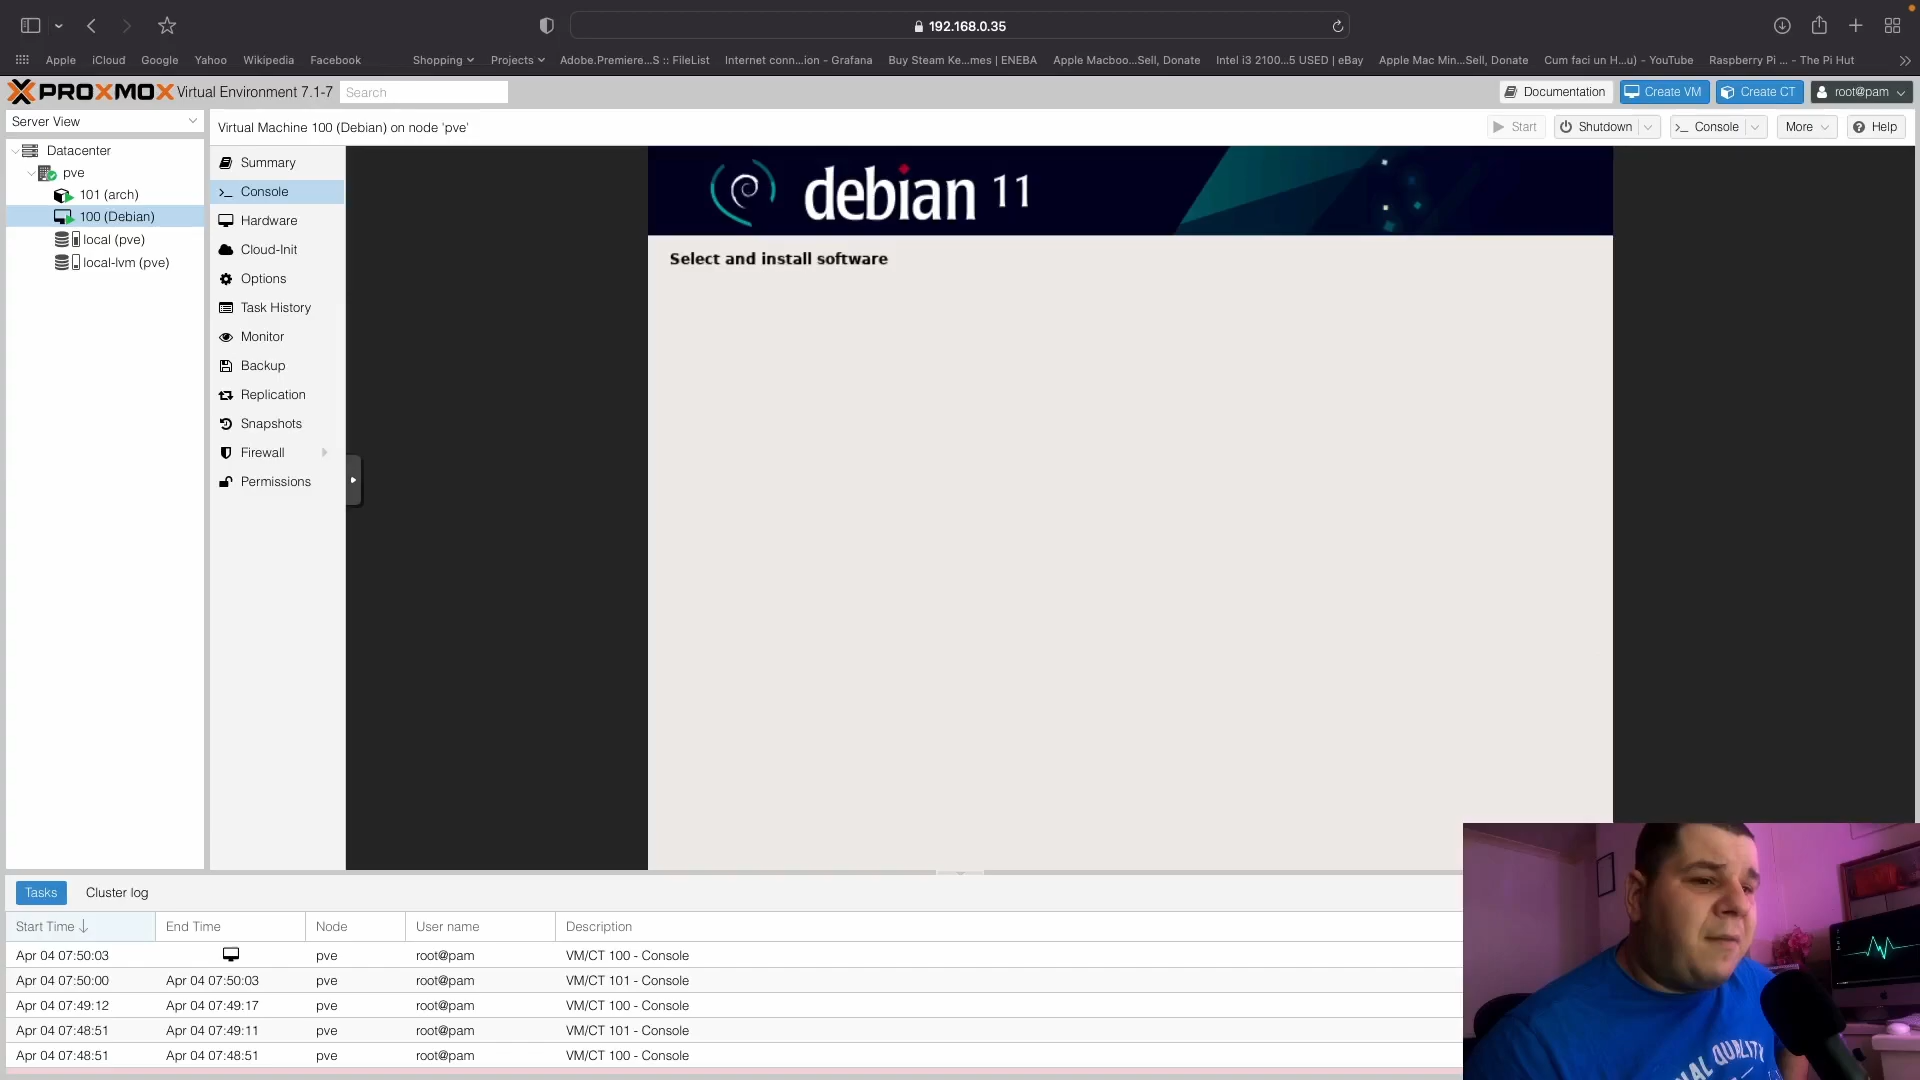 192.168.0.35
Apple iCloud Google Yahoo Wikipedia Facebook Shopping Projects Adobe.Premiere...S :: FileList Internet conn...ion - Grafana Buy Steam Ke...mes | ENEBA Apple Macboo...Sell, Donate Intel i3 2100...5 USED | eBay Apple Mac Min...Sell, Donate Cum faci un H...u) - YouTube Raspberry Pi ... - The Pi Hut
PROXMOX Virtual Environment 7.1-7 Search Documentation Create VM Create CT root@pam
Server View
Virtual Machine 100 (Debian) on node 'pve' Start Shutdown Console More Help
Datacenter
pve
101 (arch)
100 (Debian)
local (pve)
local-lvm (pve)
Summary
Console
Hardware
Cloud-Init
Options
Task History
Monitor
Backup
Replication
Snapshots
Firewall
Permissions
debian 11
Select and install software
Tasks Cluster log
Start Time End Time Node User name Description
Apr 04 07:50:03 pve root@pam VM/CT 100 - Console
Apr 04 07:50:00 Apr 04 07:50:03 pve root@pam VM/CT 101 - Console
Apr 04 07:49:12 Apr 04 07:49:17 pve root@pam VM/CT 100 - Console
Apr 04 07:48:51 Apr 04 07:49:11 pve root@pam VM/CT 101 - Console
Apr 04 07:48:51 Apr 04 07:48:51 pve root@pam VM/CT 100 - Console
QUALITY